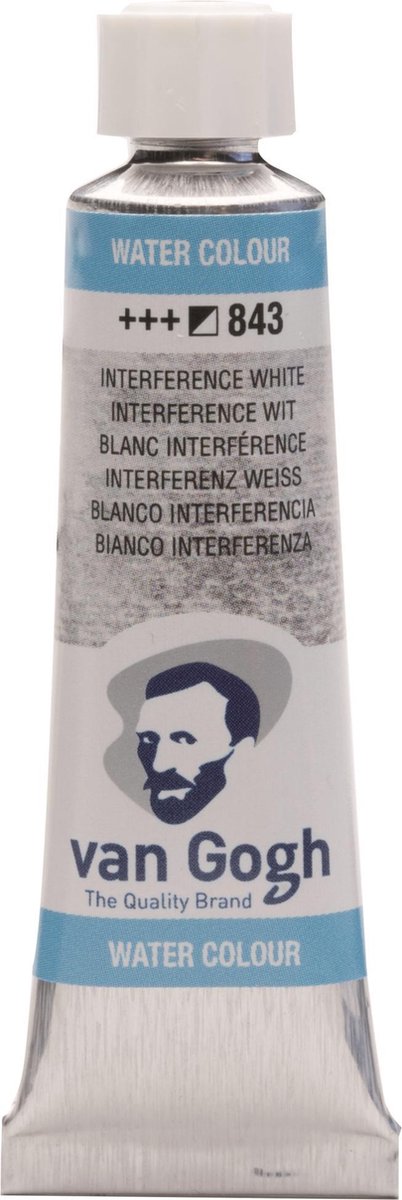 WATER COLOUR
+++ 843
INTERFERENCE WHITE
INTERFERENCE WIT
BLANC INTERFÉRENCE
INTERFERENZ WEISS
BLANCO INTERFERENCIA
BIANCO INTERFERENZA
van Gogh
The Quality Brand
WATER COLOUR